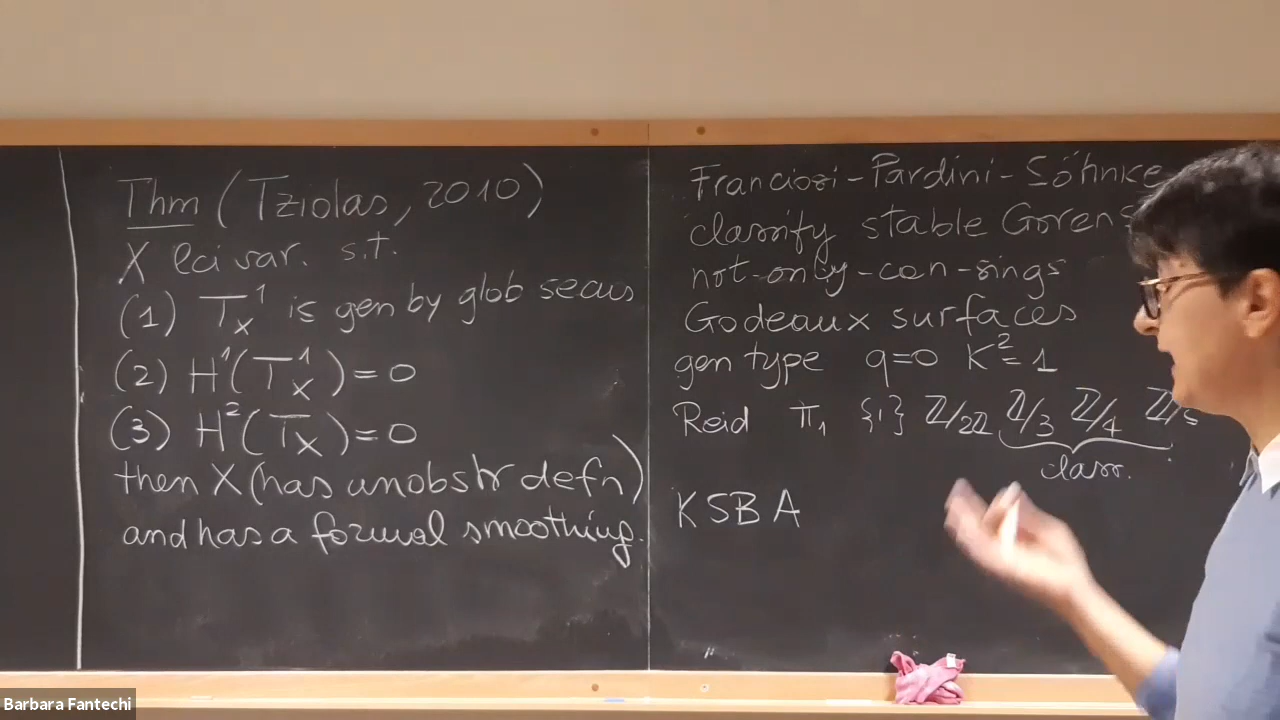 Thm (Tziolas, 2010)
X lci var. s.t.
(1) T¹_X is gen by glob secns
(2) H¹(T¹_X) = 0
(3) H²(T_X) = 0
then X (has unobstr defn)
and has a formal smoothing.
Franciosi-Pardini-Söhnke
classify stable Gorens
not-only-can-sings
Godeaux surfaces
gen type q=0 K²=1
Reid π₁ {1} ℤ/2ℤ ℤ/3 ℤ/4 ℤ/5
class.
KSBA
Barbara Fantechi